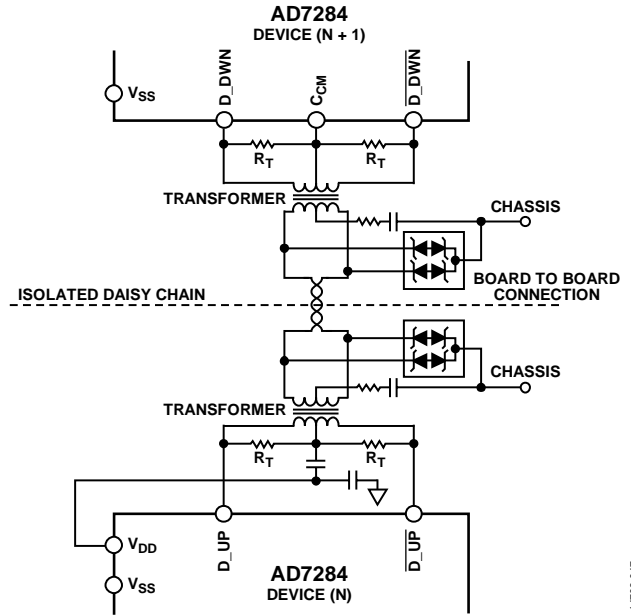 AD7284
DEVICE (N + 1)
VSS
D_DWN
CCM
D_DWN
RT
RT
TRANSFORMER
CHASSIS
ISOLATED DAISY CHAIN
BOARD TO BOARD
CONNECTION
CHASSIS
TRANSFORMER
RT
RT
VDD
D_UP
D_UP
VSS
AD7284
DEVICE (N)